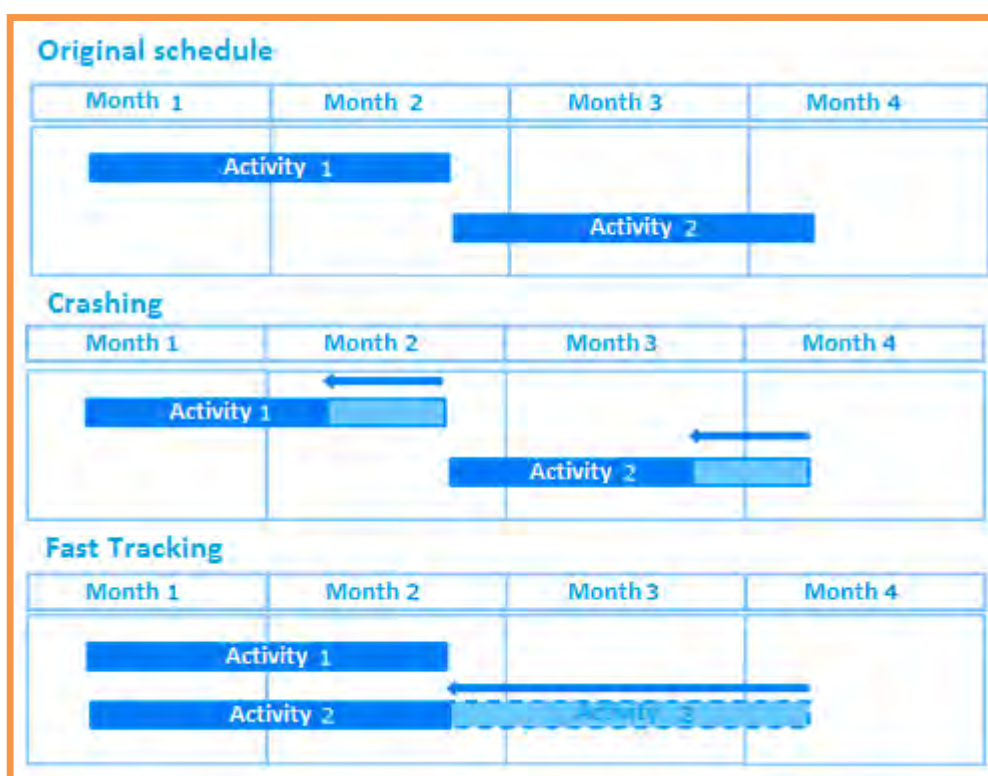 Original schedule
Month 1 Month 2 Month 3 Month 4
Activity 1
Activity 2
Crashing
Month 1 Month 2 Month 3 Month 4
Activity 1
Activity 2
Fast Tracking
Month 1 Month 2 Month 3 Month 4
Activity 1
Activity 2 Activity